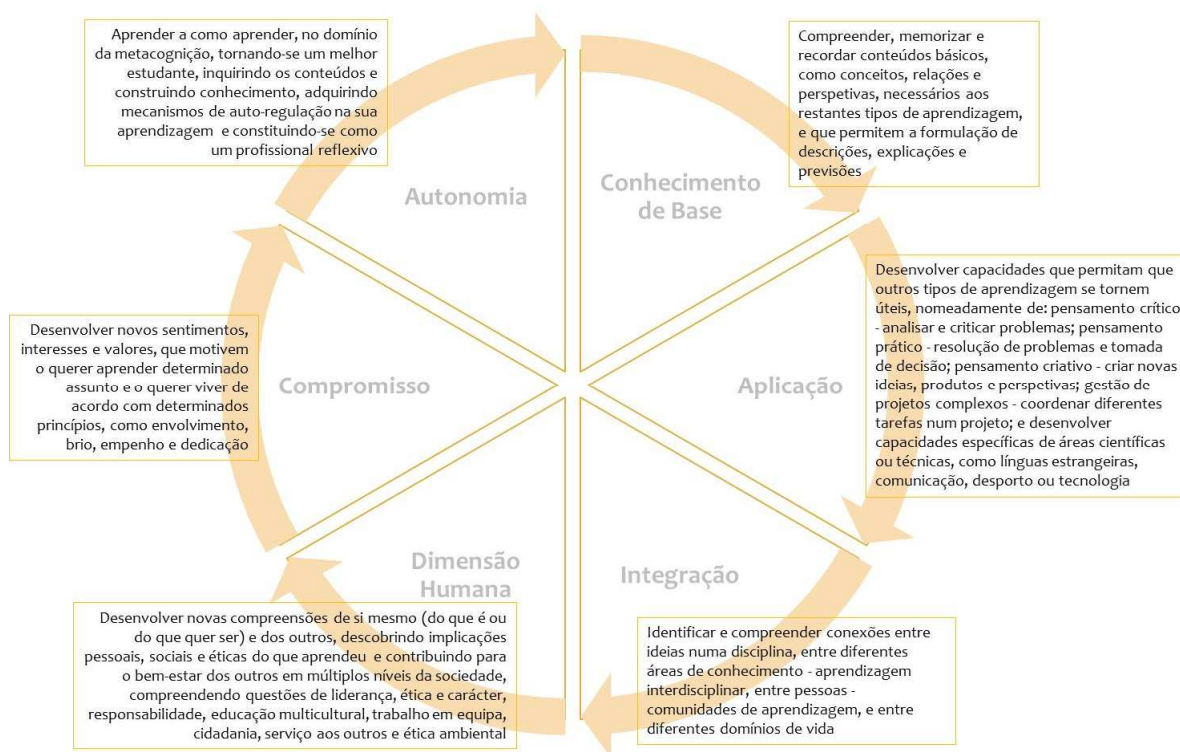 Aprender a como aprender, no domínio
da metacognição, tornando-se um melhor
estudante, inquirindo os conteúdos e
construindo conhecimento, adquirindo
mecanismos de auto-regulação na sua
aprendizagem e constituindo-se como
um profissional reflexivo
Autonomia
Compreender, memorizar e
recordar conteúdos básicos,
como conceitos, relações e
perspetivas, necessários aos
restantes tipos de aprendizagem,
e que permitem a formulação de
descrições, explicações e
previsões
Conhecimento
de Base
Desenvolver capacidades que permitam que
outros tipos de aprendizagem se tornem
úteis, nomeadamente de: pensamento crítico
- analisar e criticar problemas; pensamento
prático - resolução de problemas e tomada
de decisão; pensamento criativo - criar novas
ideias, produtos e perspetivas; gestão de
projetos complexos - coordenar diferentes
tarefas num projeto; e desenvolver
capacidades específicas de áreas científicas
ou técnicas, como línguas estrangeiras,
comunicação, desporto ou tecnologia
Aplicação
Desenvolver novos sentimentos,
interesses e valores, que motivem
o querer aprender determinado
assunto e o querer viver de
acordo com determinados
princípios, como envolvimento,
brio, empenho e dedicação
Compromisso
Dimensão
Humana
Desenvolver novas compreensões de si mesmo (do que é ou
do que quer ser) e dos outros, descobrindo implicações
pessoais, sociais e éticas do que aprendeu e contribuindo para
o bem-estar dos outros em múltiplos níveis da sociedade,
compreendendo questões de liderança, ética e carácter,
responsabilidade, educação multicultural, trabalho em equipa,
cidadania, serviço aos outros e ética ambiental
Integração
Identificar e compreender conexões entre
ideias numa disciplina, entre diferentes
áreas de conhecimento - aprendizagem
interdisciplinar, entre pessoas -
comunidades de aprendizagem, e entre
diferentes domínios de vida